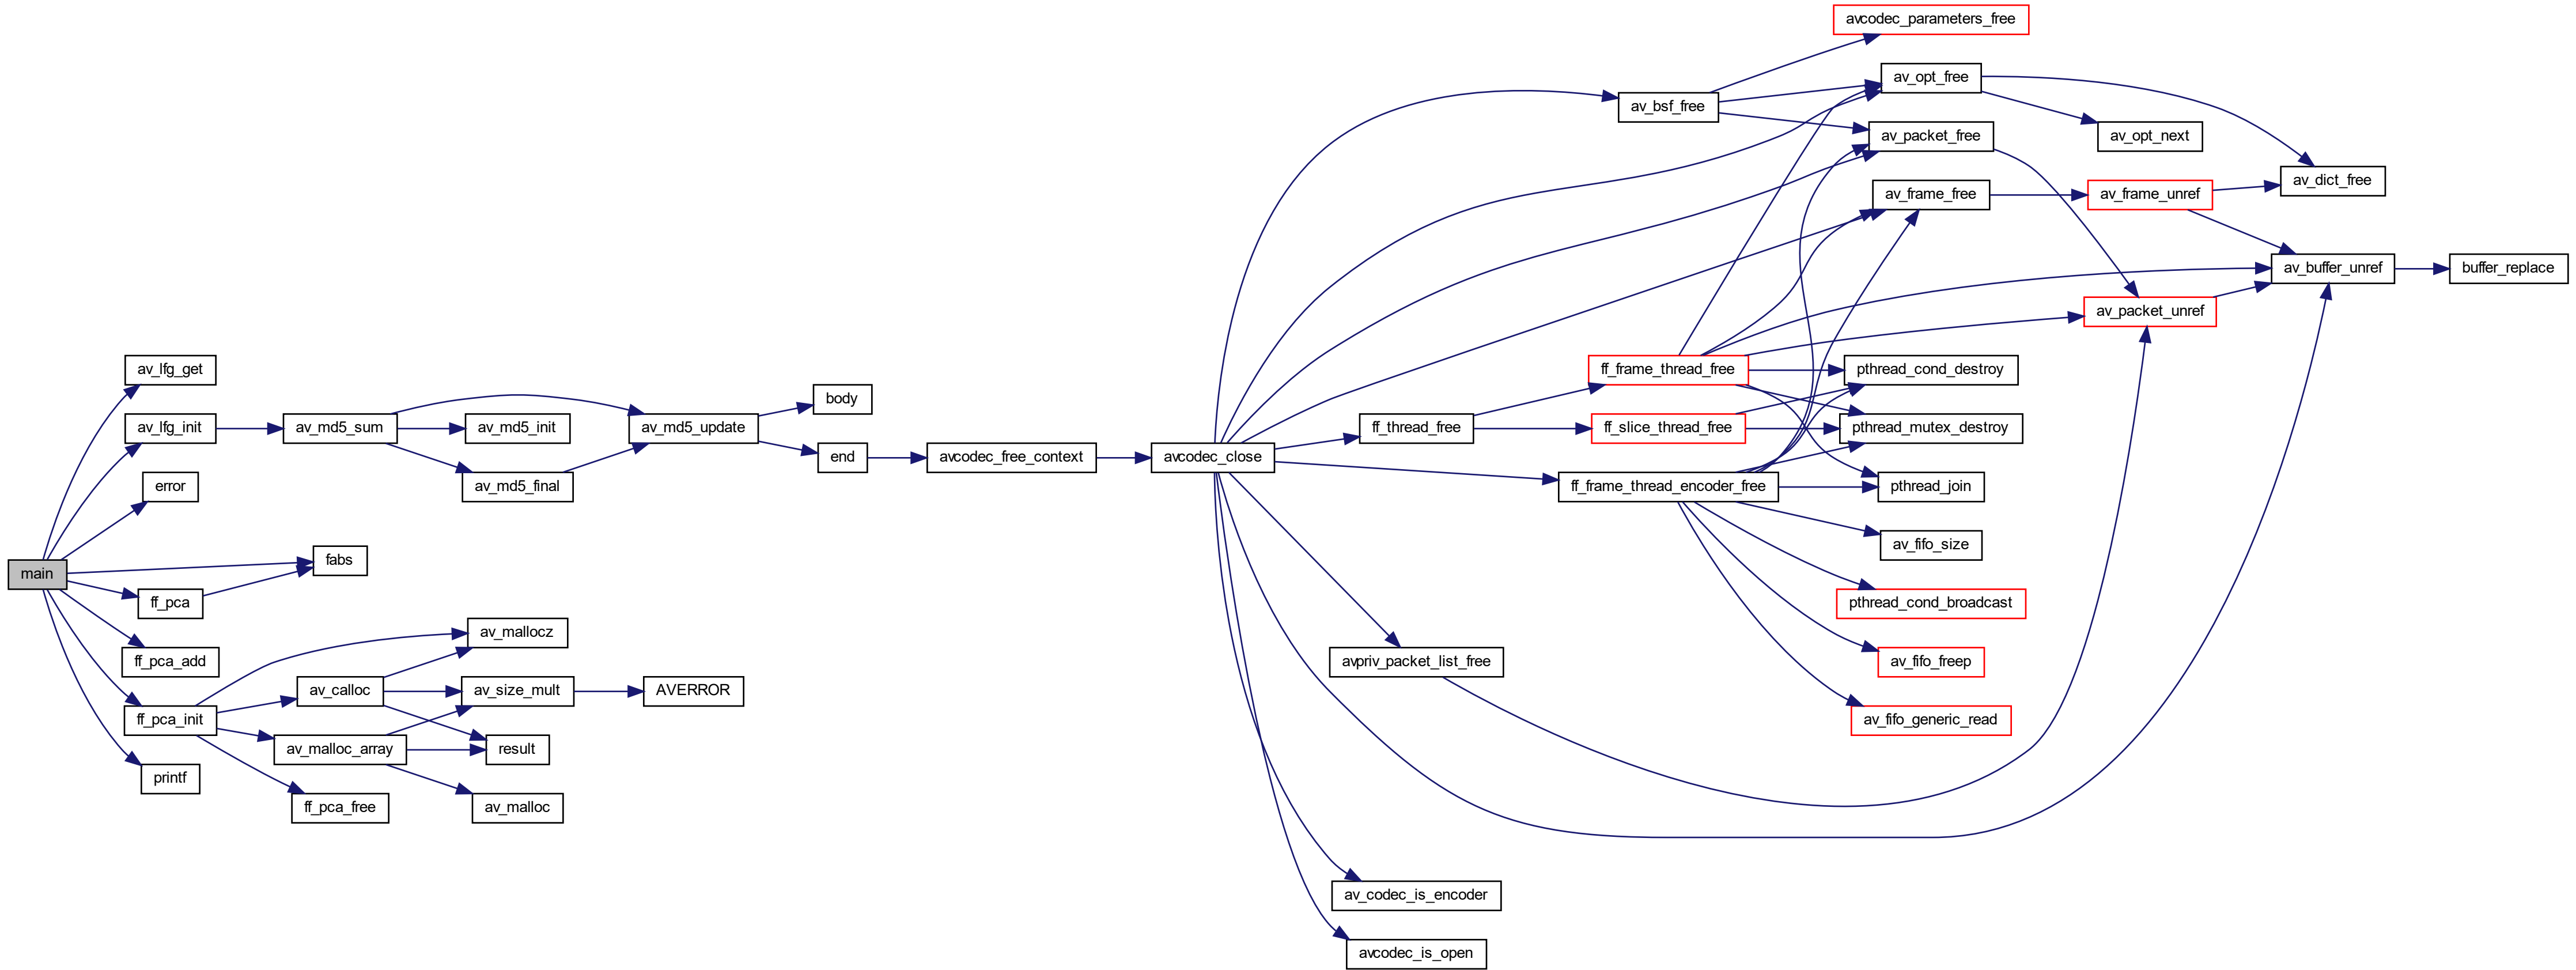 main
av_lfg_get
av_lfg_init
error
fabs
ff_pca
ff_pca_add
ff_pca_init
printf
av_md5_sum
av_md5_init
av_md5_final
av_md5_update
body
end
av_mallocz
av_calloc
av_size_mult
AVERROR
av_malloc_array
result
ff_pca_free
av_malloc
avcodec_free_context
avcodec_close
av_bsf_free
avcodec_parameters_free
av_opt_free
av_opt_next
av_packet_free
av_dict_free
av_frame_free
av_frame_unref
av_buffer_unref
buffer_replace
av_packet_unref
ff_thread_free
ff_frame_thread_free
ff_slice_thread_free
ff_frame_thread_encoder_free
pthread_cond_destroy
pthread_mutex_destroy
pthread_join
av_fifo_size
pthread_cond_broadcast
av_fifo_freep
av_fifo_generic_read
avpriv_packet_list_free
av_codec_is_encoder
avcodec_is_open